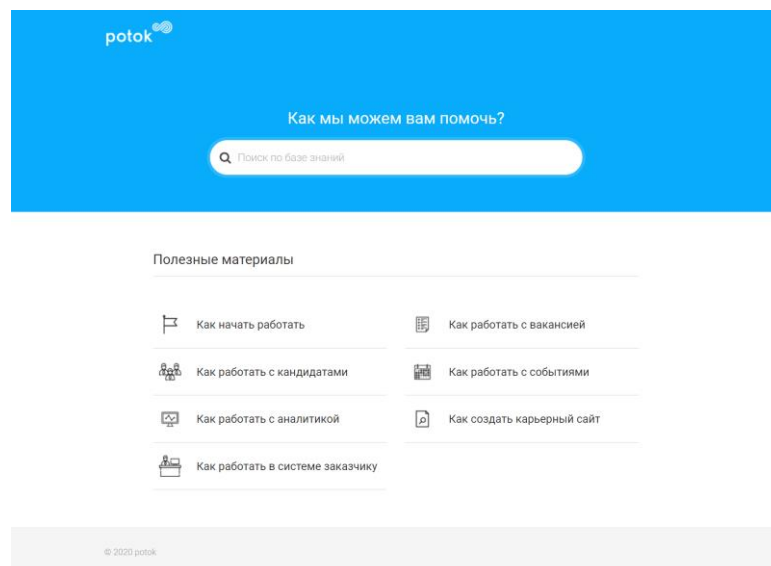 potok
Как мы можем вам помочь?
Поиск по базе знаний
Полезные материалы
Как начать работать
Как работать с вакансией
Как работать с кандидатами
Как работать с событиями
Как работать с аналитикой
Как создать карьерный сайт
Как работать в системе заказчику
© 2020 potok